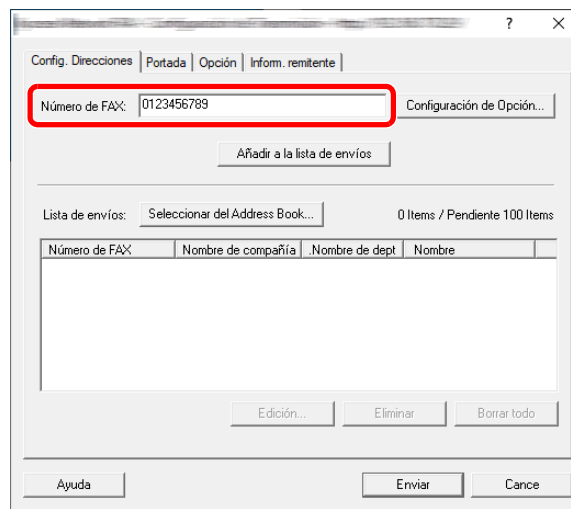 ?
Config. Direcciones Portada Opción Inform. remitente
Número de FAX: 0123456789 Configuración de Opción...
Añadir a la lista de envíos
Lista de envíos: Seleccionar del Address Book... 0 Items / Pendiente 100 Items
Número de FAX Nombre de compañía .Nombre de dept Nombre
Edición... Eliminar Borrar todo
Ayuda Enviar Cance